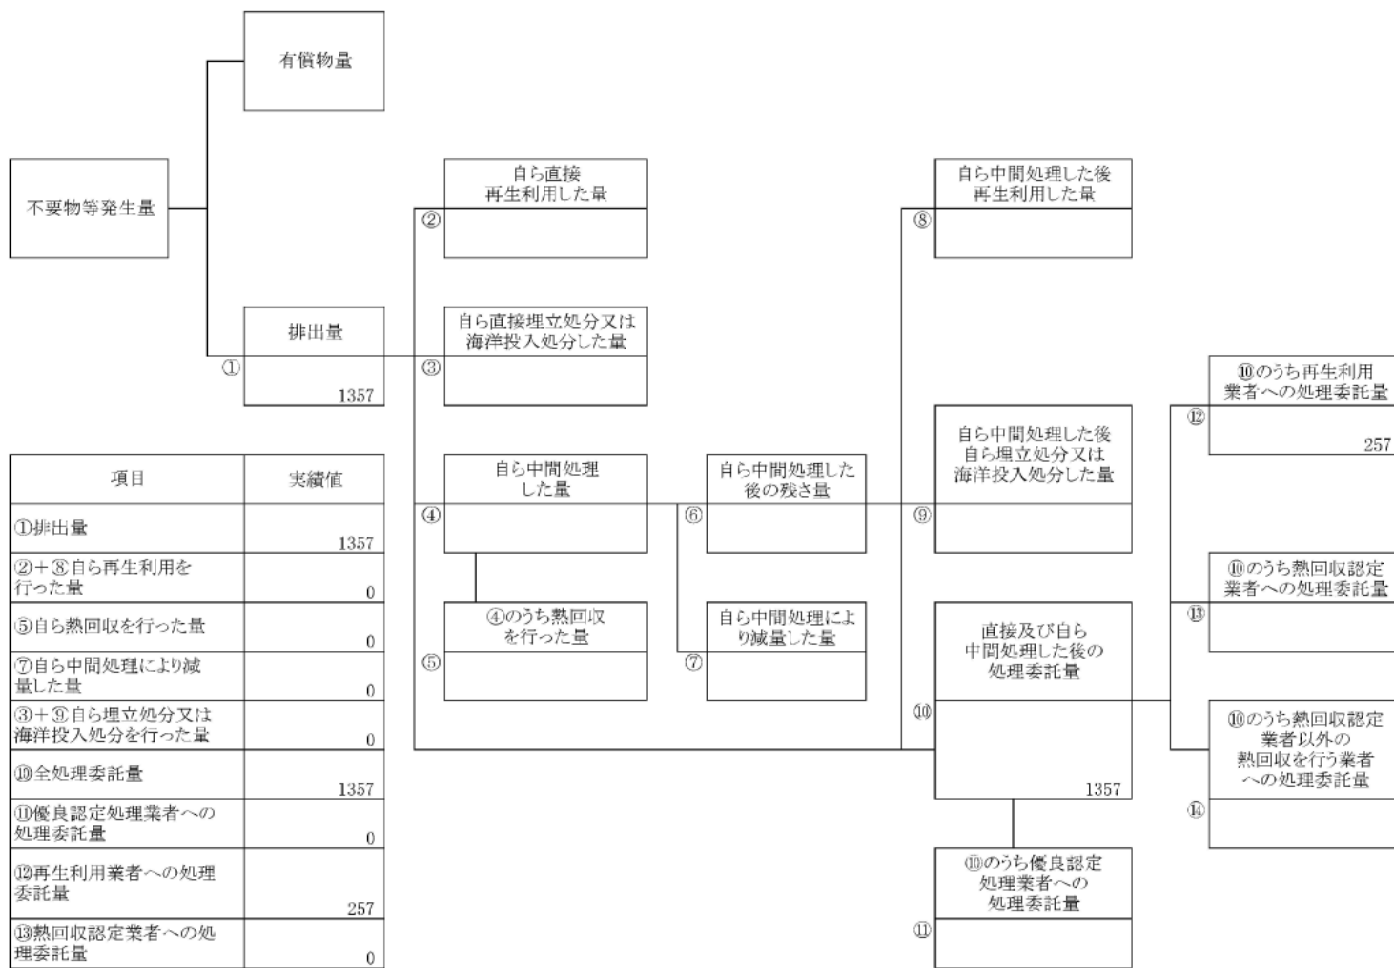 有償物量
不要物等発生量
排出量
①
1357
自ら直接
再生利用した量
②
自ら直接埋立処分又は
海洋投入処分した量
③
自ら中間処理
した量
④
④のうち熱回収
を行った量
⑤
自ら中間処理した
後の残さ量
⑥
自ら中間処理によ
り減量した量
⑦
自ら中間処理した後
再生利用した量
⑧
自ら中間処理した後
自ら埋立処分又は
海洋投入処分した量
⑨
直接及び自ら
中間処理した後の
処理委託量
⑩
1357
⑩のうち優良認定
処理業者への
処理委託量
⑪
⑩のうち再生利用
業者への処理委託量
⑫
257
⑩のうち熱回収認定
業者への処理委託量
⑬
⑩のうち熱回収認定
業者以外の
熱回収を行う業者
への処理委託量
⑭
項目 実績値
①排出量
1357
②+⑧自ら再生利用を
行った量 0
⑤自ら熱回収を行った量
0
⑦自ら中間処理により減
量した量 0
③+⑨自ら埋立処分又は
海洋投入処分を行った量 0
⑩全処理委託量
1357
⑪優良認定処理業者への
処理委託量 0
⑫再生利用業者への処理
委託量
257
⑬熱回収認定業者への処
理委託量 0